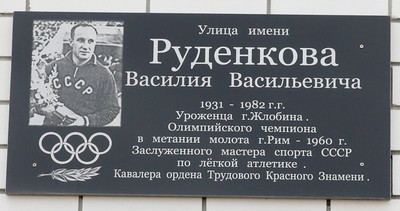 Улица имени
Руденкова
Василия Васильевича
1931 - 1982 г.г.
Уроженца г.Жлобина.
Олимпийского чемпиона
в метании молота г.Рим - 1960 г.
Заслуженного мастера спорта СССР
по лёгкой атлетике.
Кавалера ордена Трудового Красного Знамени.
СССР